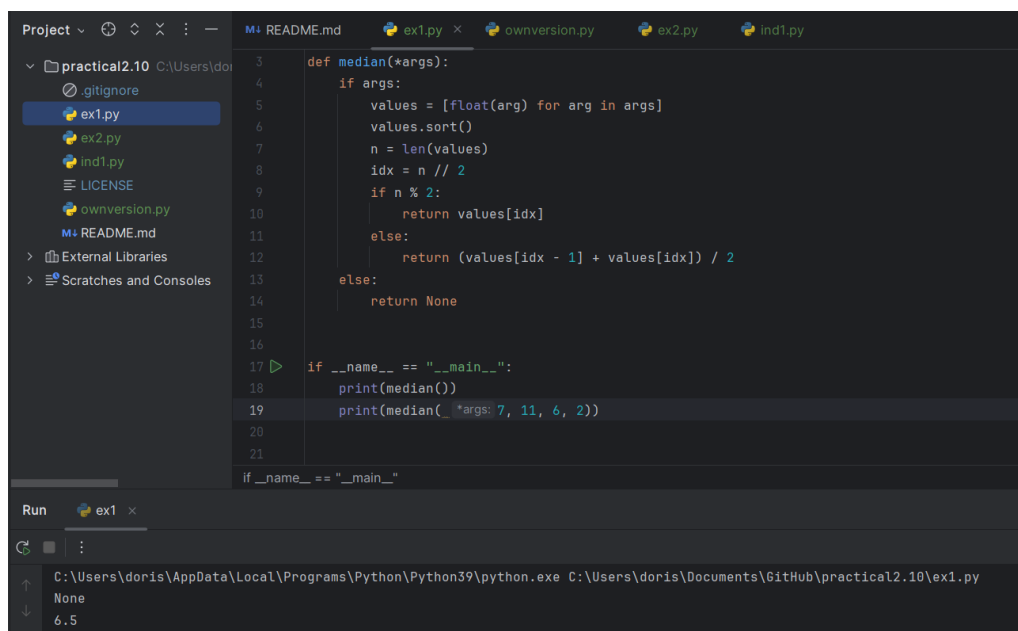 Project
M↓ README.md
ex1.py
ownversion.py
ex2.py
ind1.py
practical2.10 C:\Users\dor
.gitignore
ex1.py
ex2.py
ind1.py
LICENSE
ownversion.py
M↓ README.md
External Libraries
Scratches and Consoles
3 def median(*args):
4     if args:
5         values = [float(arg) for arg in args]
6         values.sort()
7         n = len(values)
8         idx = n // 2
9         if n % 2:
10             return values[idx]
11         else:
12             return (values[idx - 1] + values[idx]) / 2
13     else:
14         return None
15
16
17 if __name__ == "__main__":
18     print(median())
19     print(median(_ *args: 7, 11, 6, 2))
20
21
if __name__ == "__main__"
Run
ex1
C:\Users\doris\AppData\Local\Programs\Python\Python39\python.exe C:\Users\doris\Documents\GitHub\practical2.10\ex1.py
None
6.5